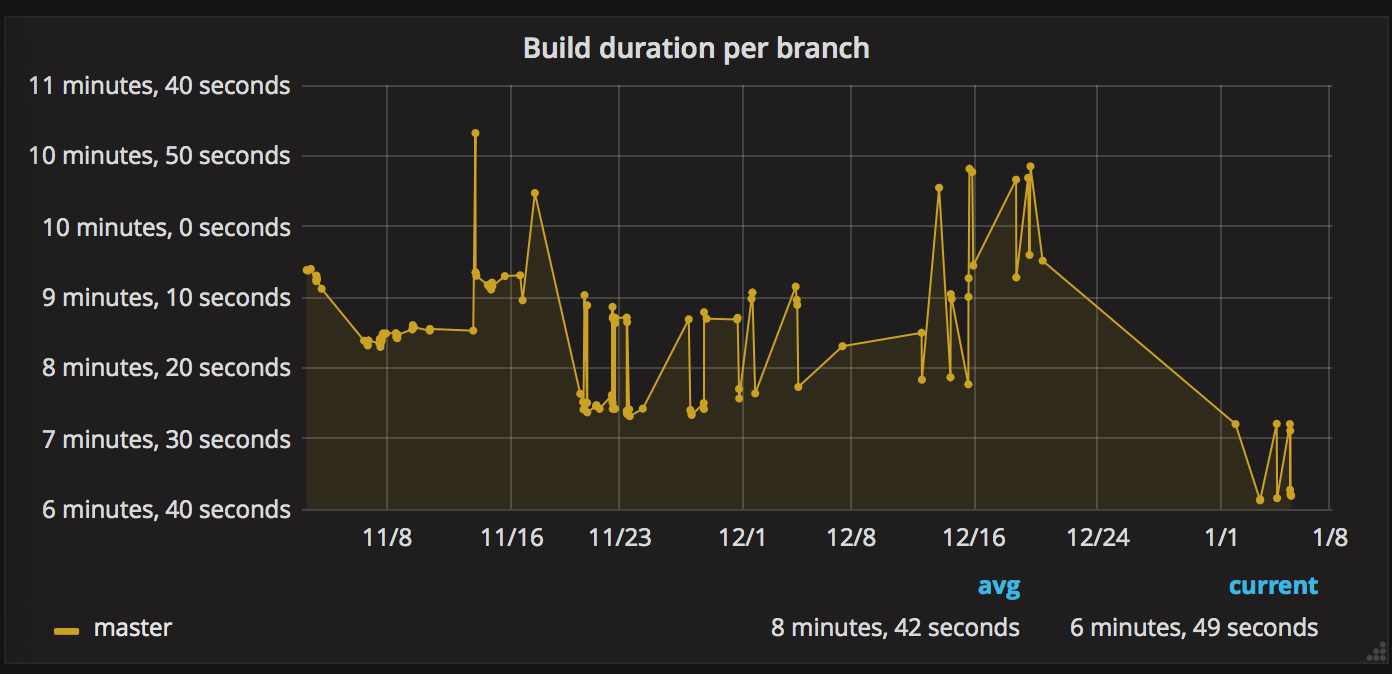 Build duration per branch
11 minutes, 40 seconds
10 minutes, 50 seconds
10 minutes, 0 seconds
9 minutes, 10 seconds
8 minutes, 20 seconds
7 minutes, 30 seconds
6 minutes, 40 seconds
11/8 11/16 11/23 12/1 12/8 12/16 12/24 1/1 1/8
avg current
master 8 minutes, 42 seconds 6 minutes, 49 seconds